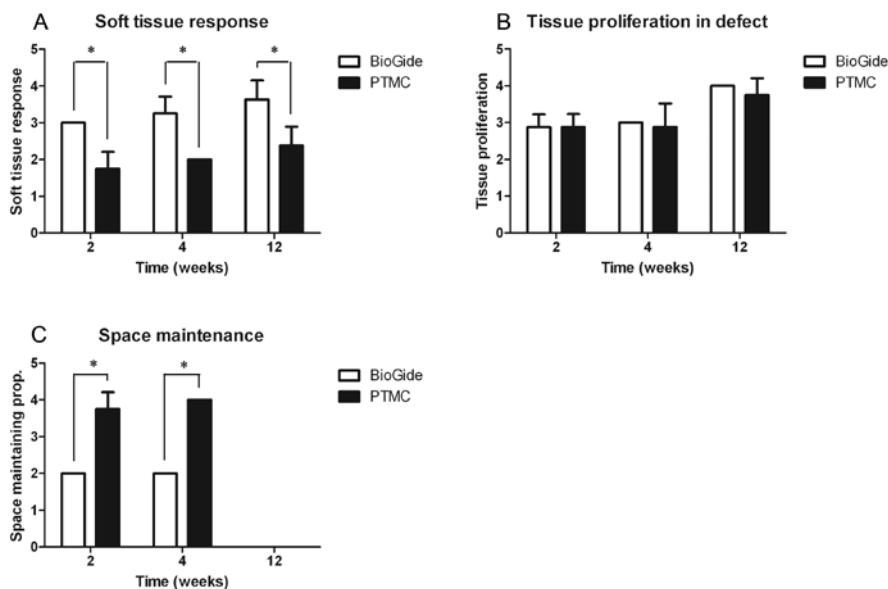 A Soft tissue response
5
4
3
2
1
0
Soft tissue response
* * *
2 4 12
Time (weeks)
BioGide
PTMC
B Tissue proliferation in defect
5
4
3
2
1
0
Tissue proliferation
2 4 12
Time (weeks)
BioGide
PTMC
C Space maintenance
5
4
3
2
1
0
Space maintaining prop.
* *
2 4 12
Time (weeks)
BioGide
PTMC